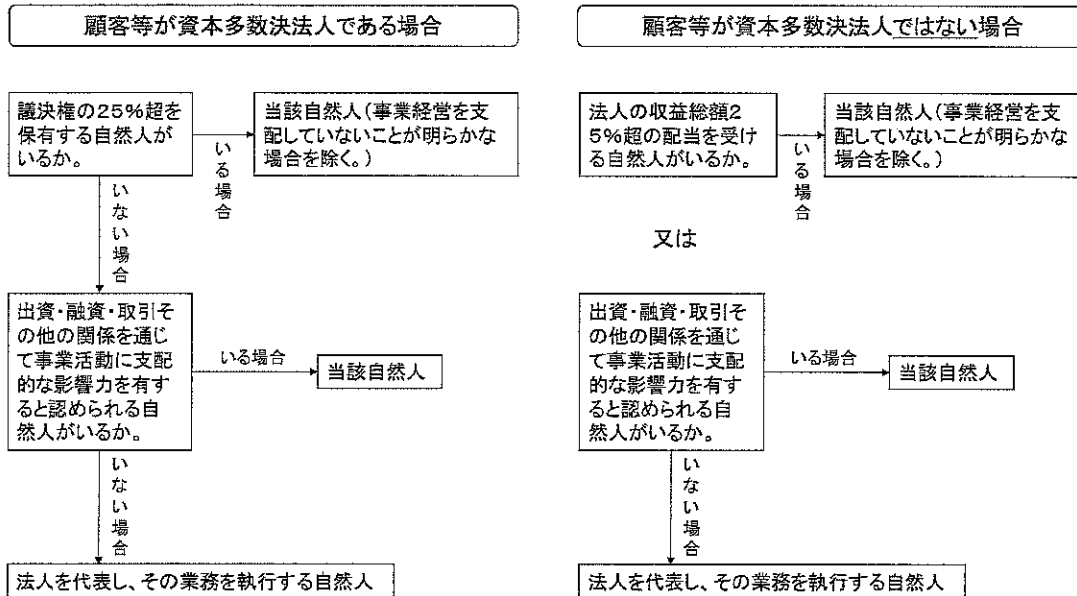 顧客等が資本多数決法人である場合
議決権の25%超を
保有する自然人が
いるか。
いる場合
当該自然人(事業経営を支
配していないことが明らかな
場合を除く。)
いない場合
出資・融資・取引そ
の他の関係を通じ
て事業活動に支配
的な影響力を有す
ると認められる自
然人がいるか。
いる場合
当該自然人
いない場合
法人を代表し、その業務を執行する自然人
顧客等が資本多数決法人ではない場合
法人の収益総額2
5%超の配当を受け
る自然人がいるか。
いる場合
当該自然人(事業経営を支
配していないことが明らかな
場合を除く。)
又は
出資・融資・取引そ
の他の関係を通じ
て事業活動に支配
的な影響力を有す
ると認められる自
然人がいるか。
いる場合
当該自然人
いない場合
法人を代表し、その業務を執行する自然人